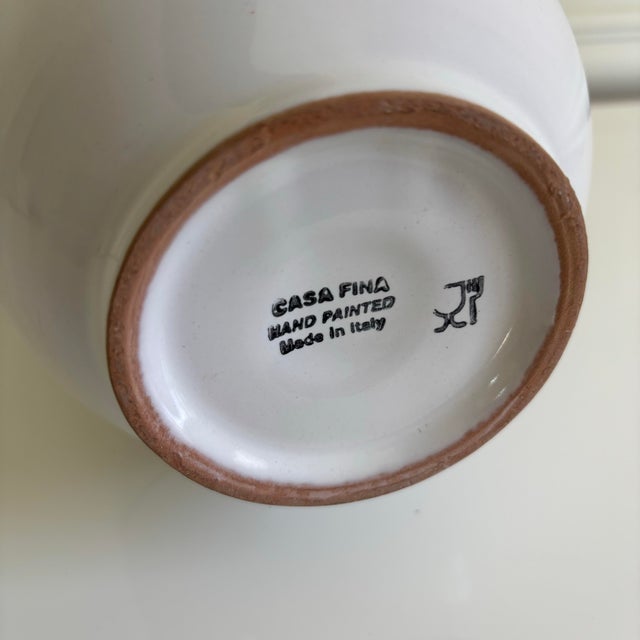 CASA FINA
HAND PAINTED
Made in Italy